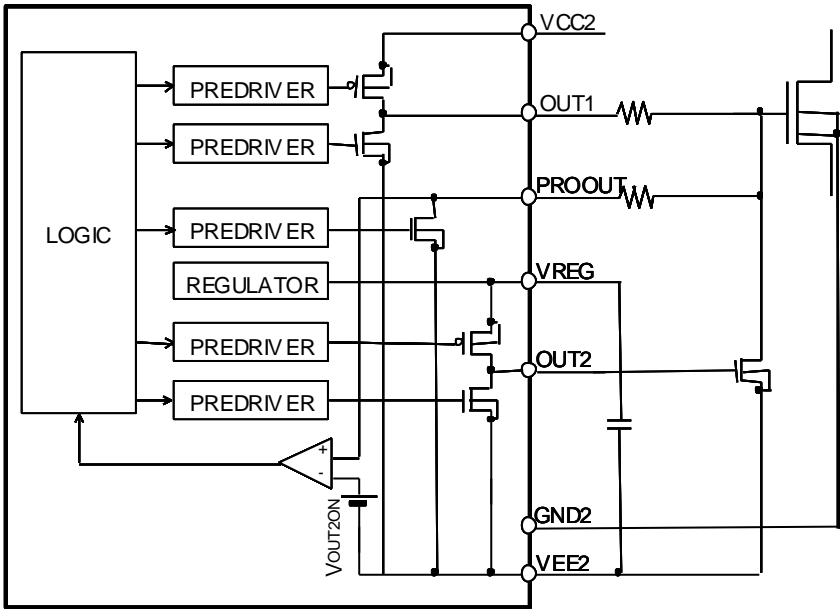 VCC2
PREDRIVER
OUT1
PREDRIVER
PROOUT
LOGIC
PREDRIVER
REGULATOR
VREG
PREDRIVER
OUT2
PREDRIVER
+
-
VOUT2ON
GND2
VEE2